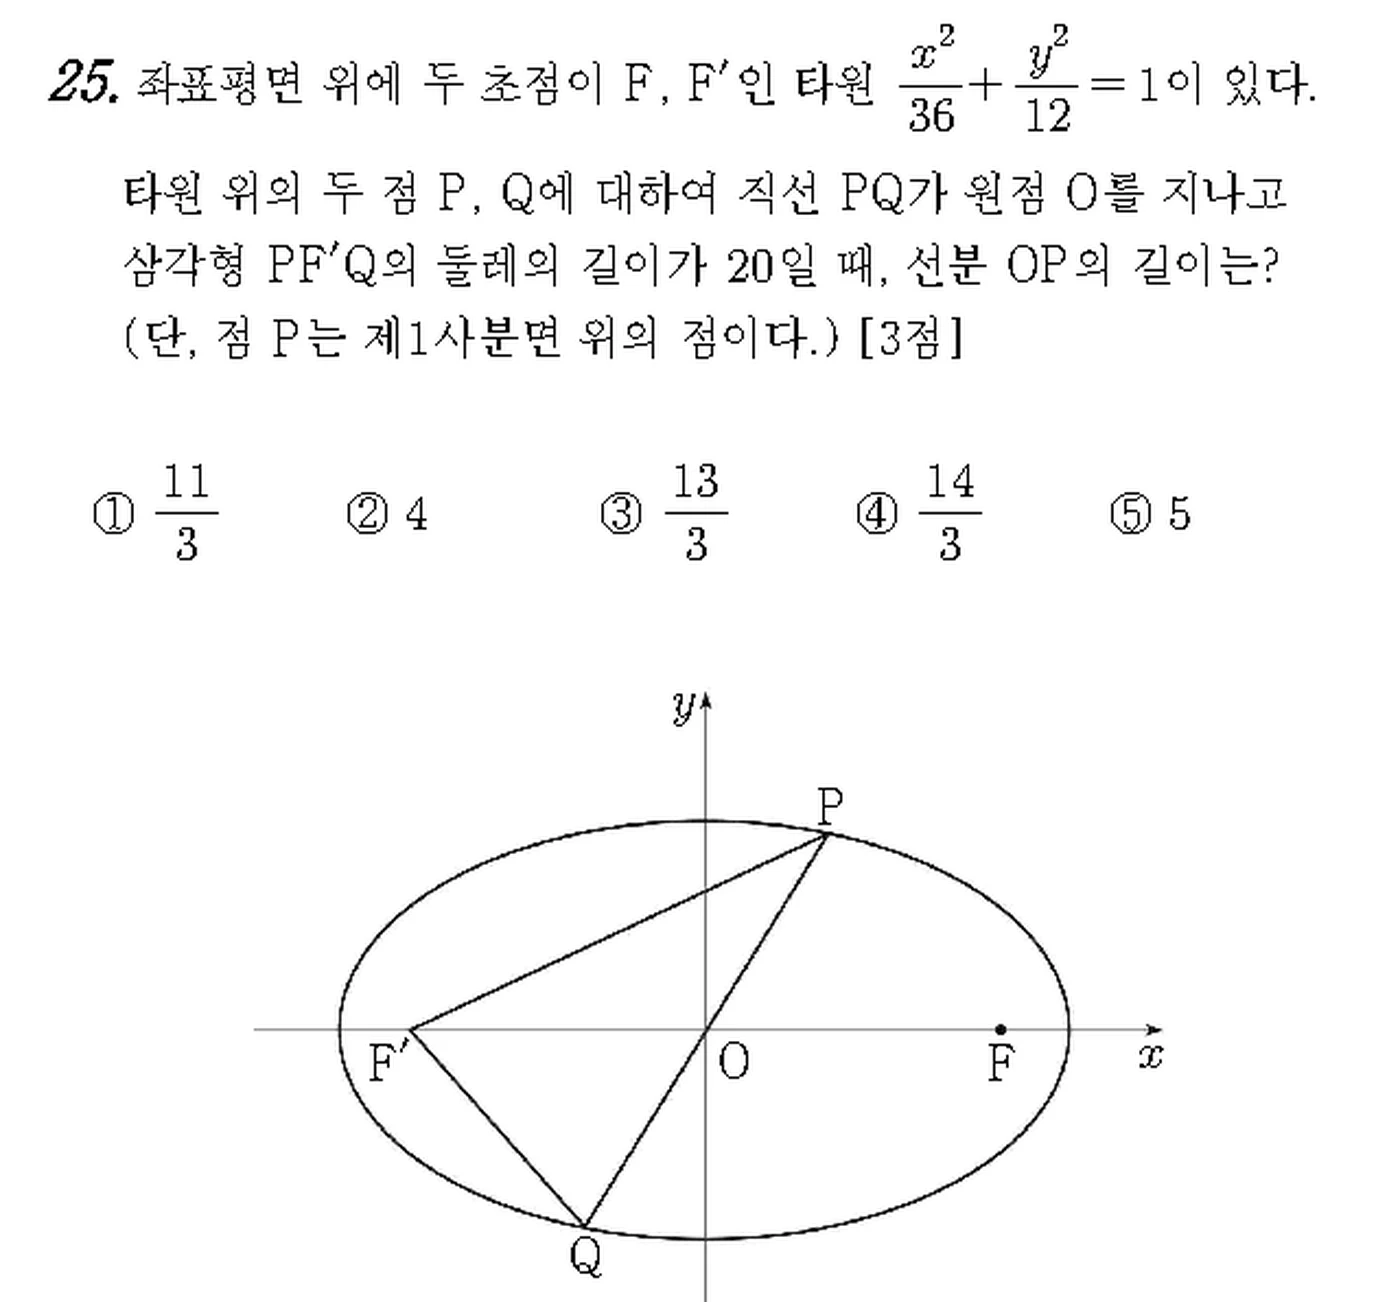 25. 좌표평면 위에 두 초점이 F, F′인 타원 x²/36 + y²/12 = 1이 있다.
타원 위의 두 점 P, Q에 대하여 직선 PQ가 원점 O를 지나고
삼각형 PF′Q의 둘레의 길이가 20일 때, 선분 OP의 길이는?
(단, 점 P는 제1사분면 위의 점이다.) [3점]
① 11/3 ② 4 ③ 13/3 ④ 14/3 ⑤ 5
y
P
F′ O F x
Q